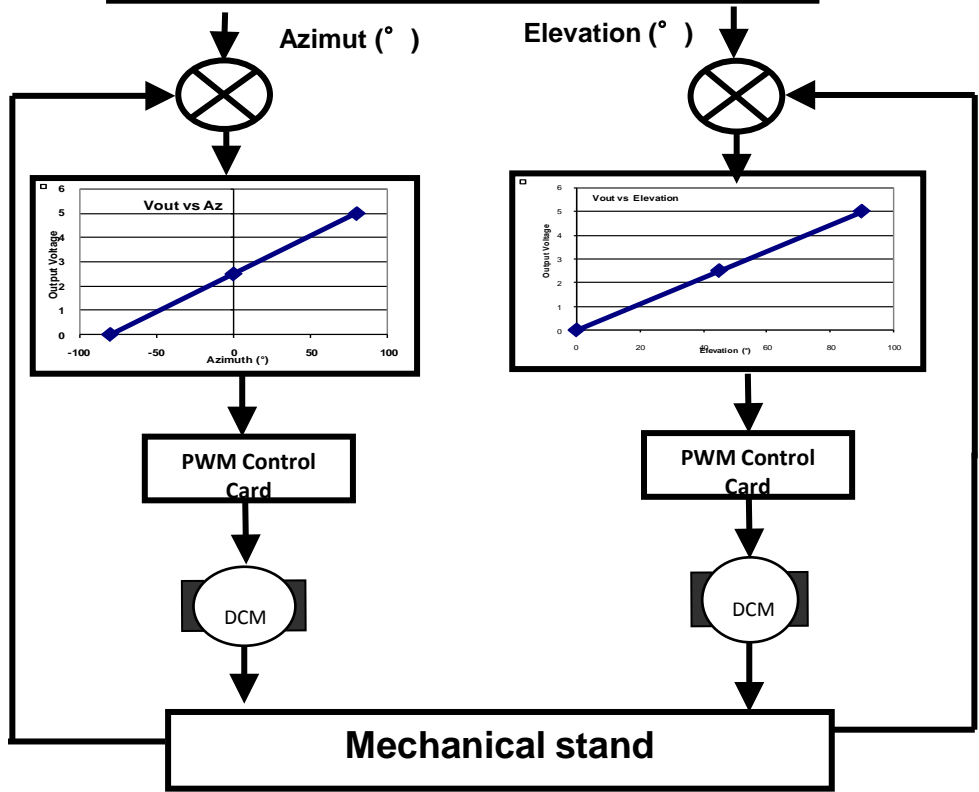 Azimut (° )
Elevation (° )
Vout vs Az
Output Voltage
6
5
4
3
2
1
0
-100
-50
0
50
100
Azimuth (°)
Vout vs Elevation
Output Voltage
6
5
4
3
2
1
0
0
20
40
60
80
100
Elevation (°)
PWM Control
Card
PWM Control
Card
DCM
DCM
Mechanical stand